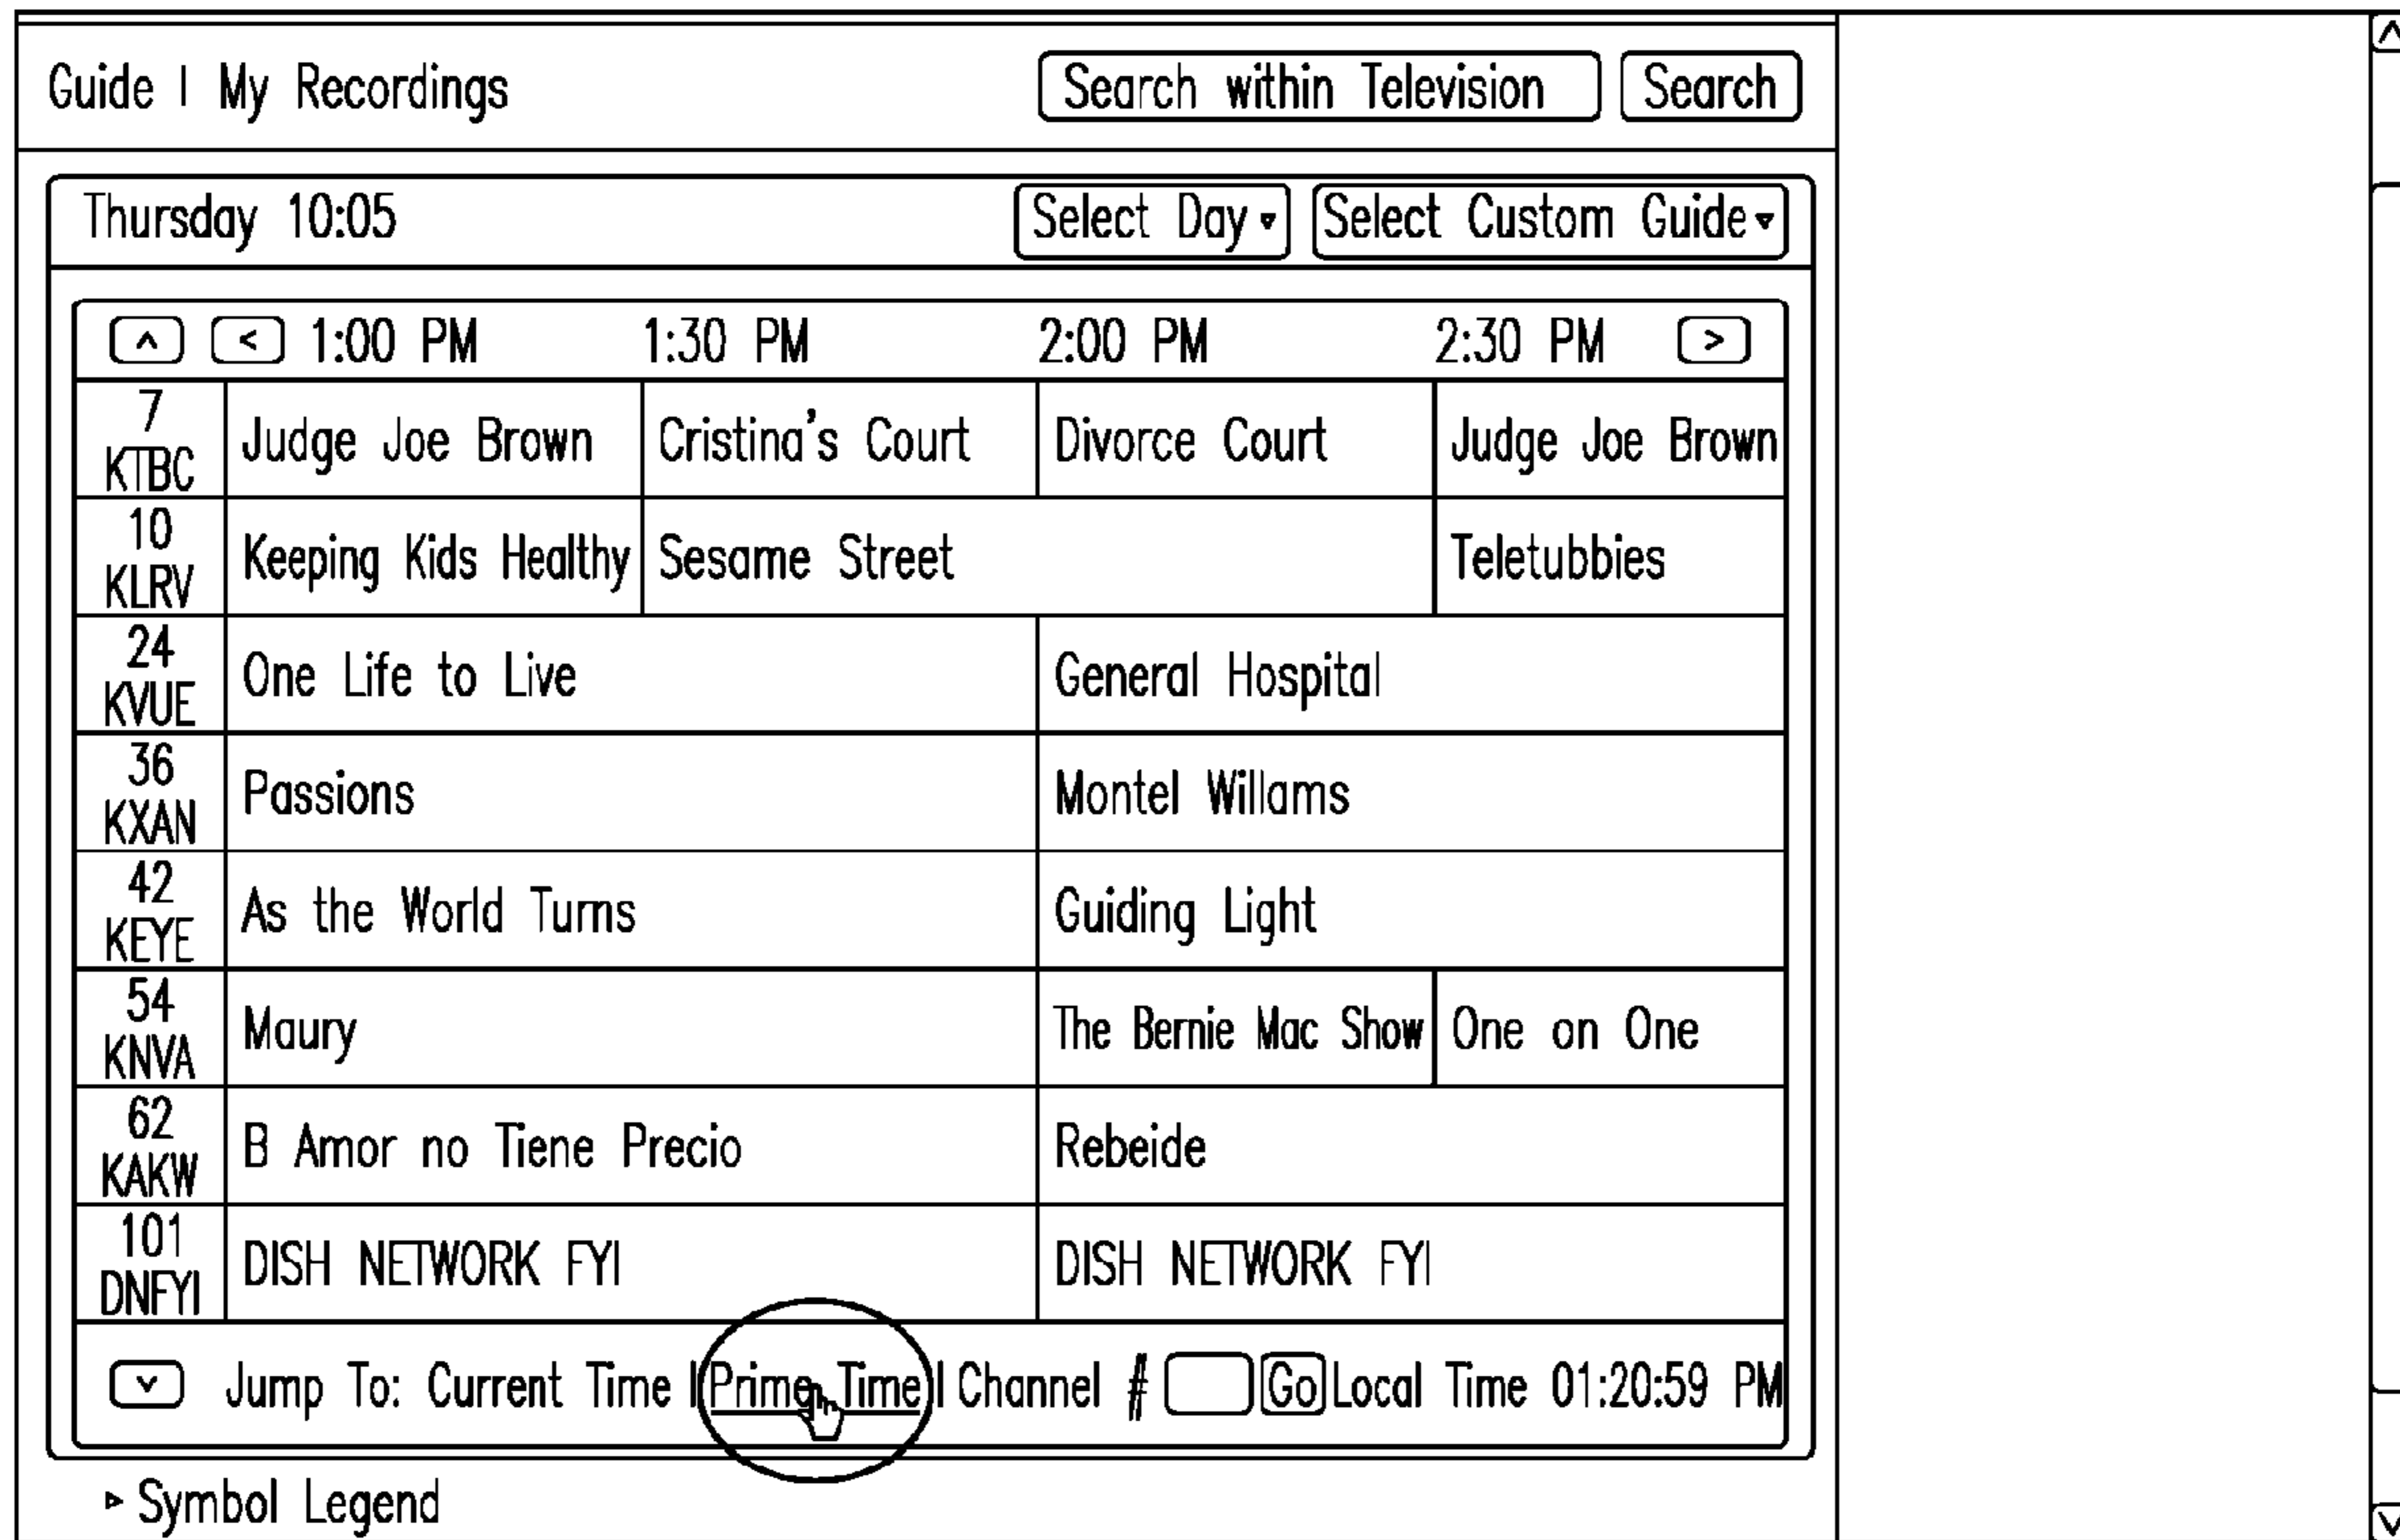 Guide | My Recordings Search within Television Search
Thursday 10:05 Select Day Select Custom Guide
1:00 PM 1:30 PM 2:00 PM 2:30 PM
7 KTBC Judge Joe Brown Cristina's Court Divorce Court Judge Joe Brown
10 KLRV Keeping Kids Healthy Sesame Street Teletubbies
24 KVUE One Life to Live General Hospital
36 KXAN Passions Montel Willams
42 KEYE As the World Turns Guiding Light
54 KNVA Maury The Bernie Mac Show One on One
62 KAKW B Amor no Tiene Precio Rebeide
101 DNFYI DISH NETWORK FYI DISH NETWORK FYI
Jump To: Current Time | Prime Time | Channel # Go Local Time 01:20:59 PM
Symbol Legend